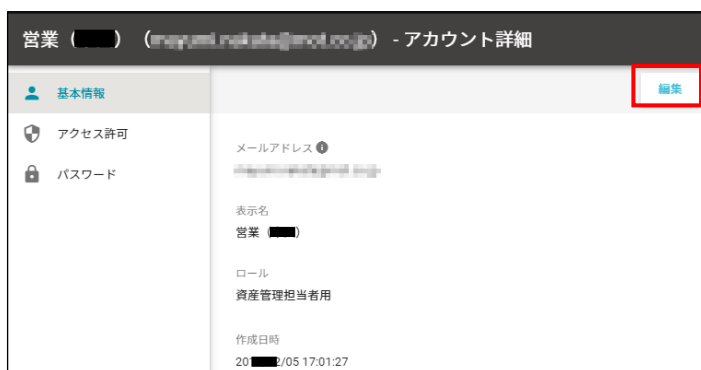 営業（　）（　）- アカウント詳細
基本情報
編集
アクセス許可
パスワード
メールアドレス
表示名
営業（　）
ロール
資産管理担当者用
作成日時
20　2/05 17:01:27